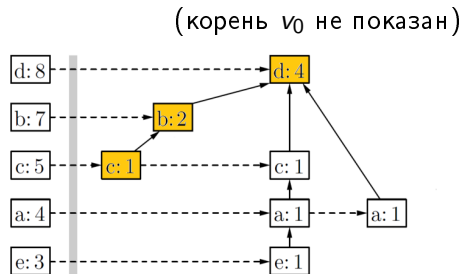 (корень v₀ не показан)
d: 8 d: 4
b: 7 b: 2
c: 5 c: 1 c: 1
a: 4 a: 1 a: 1
e: 3 e: 1